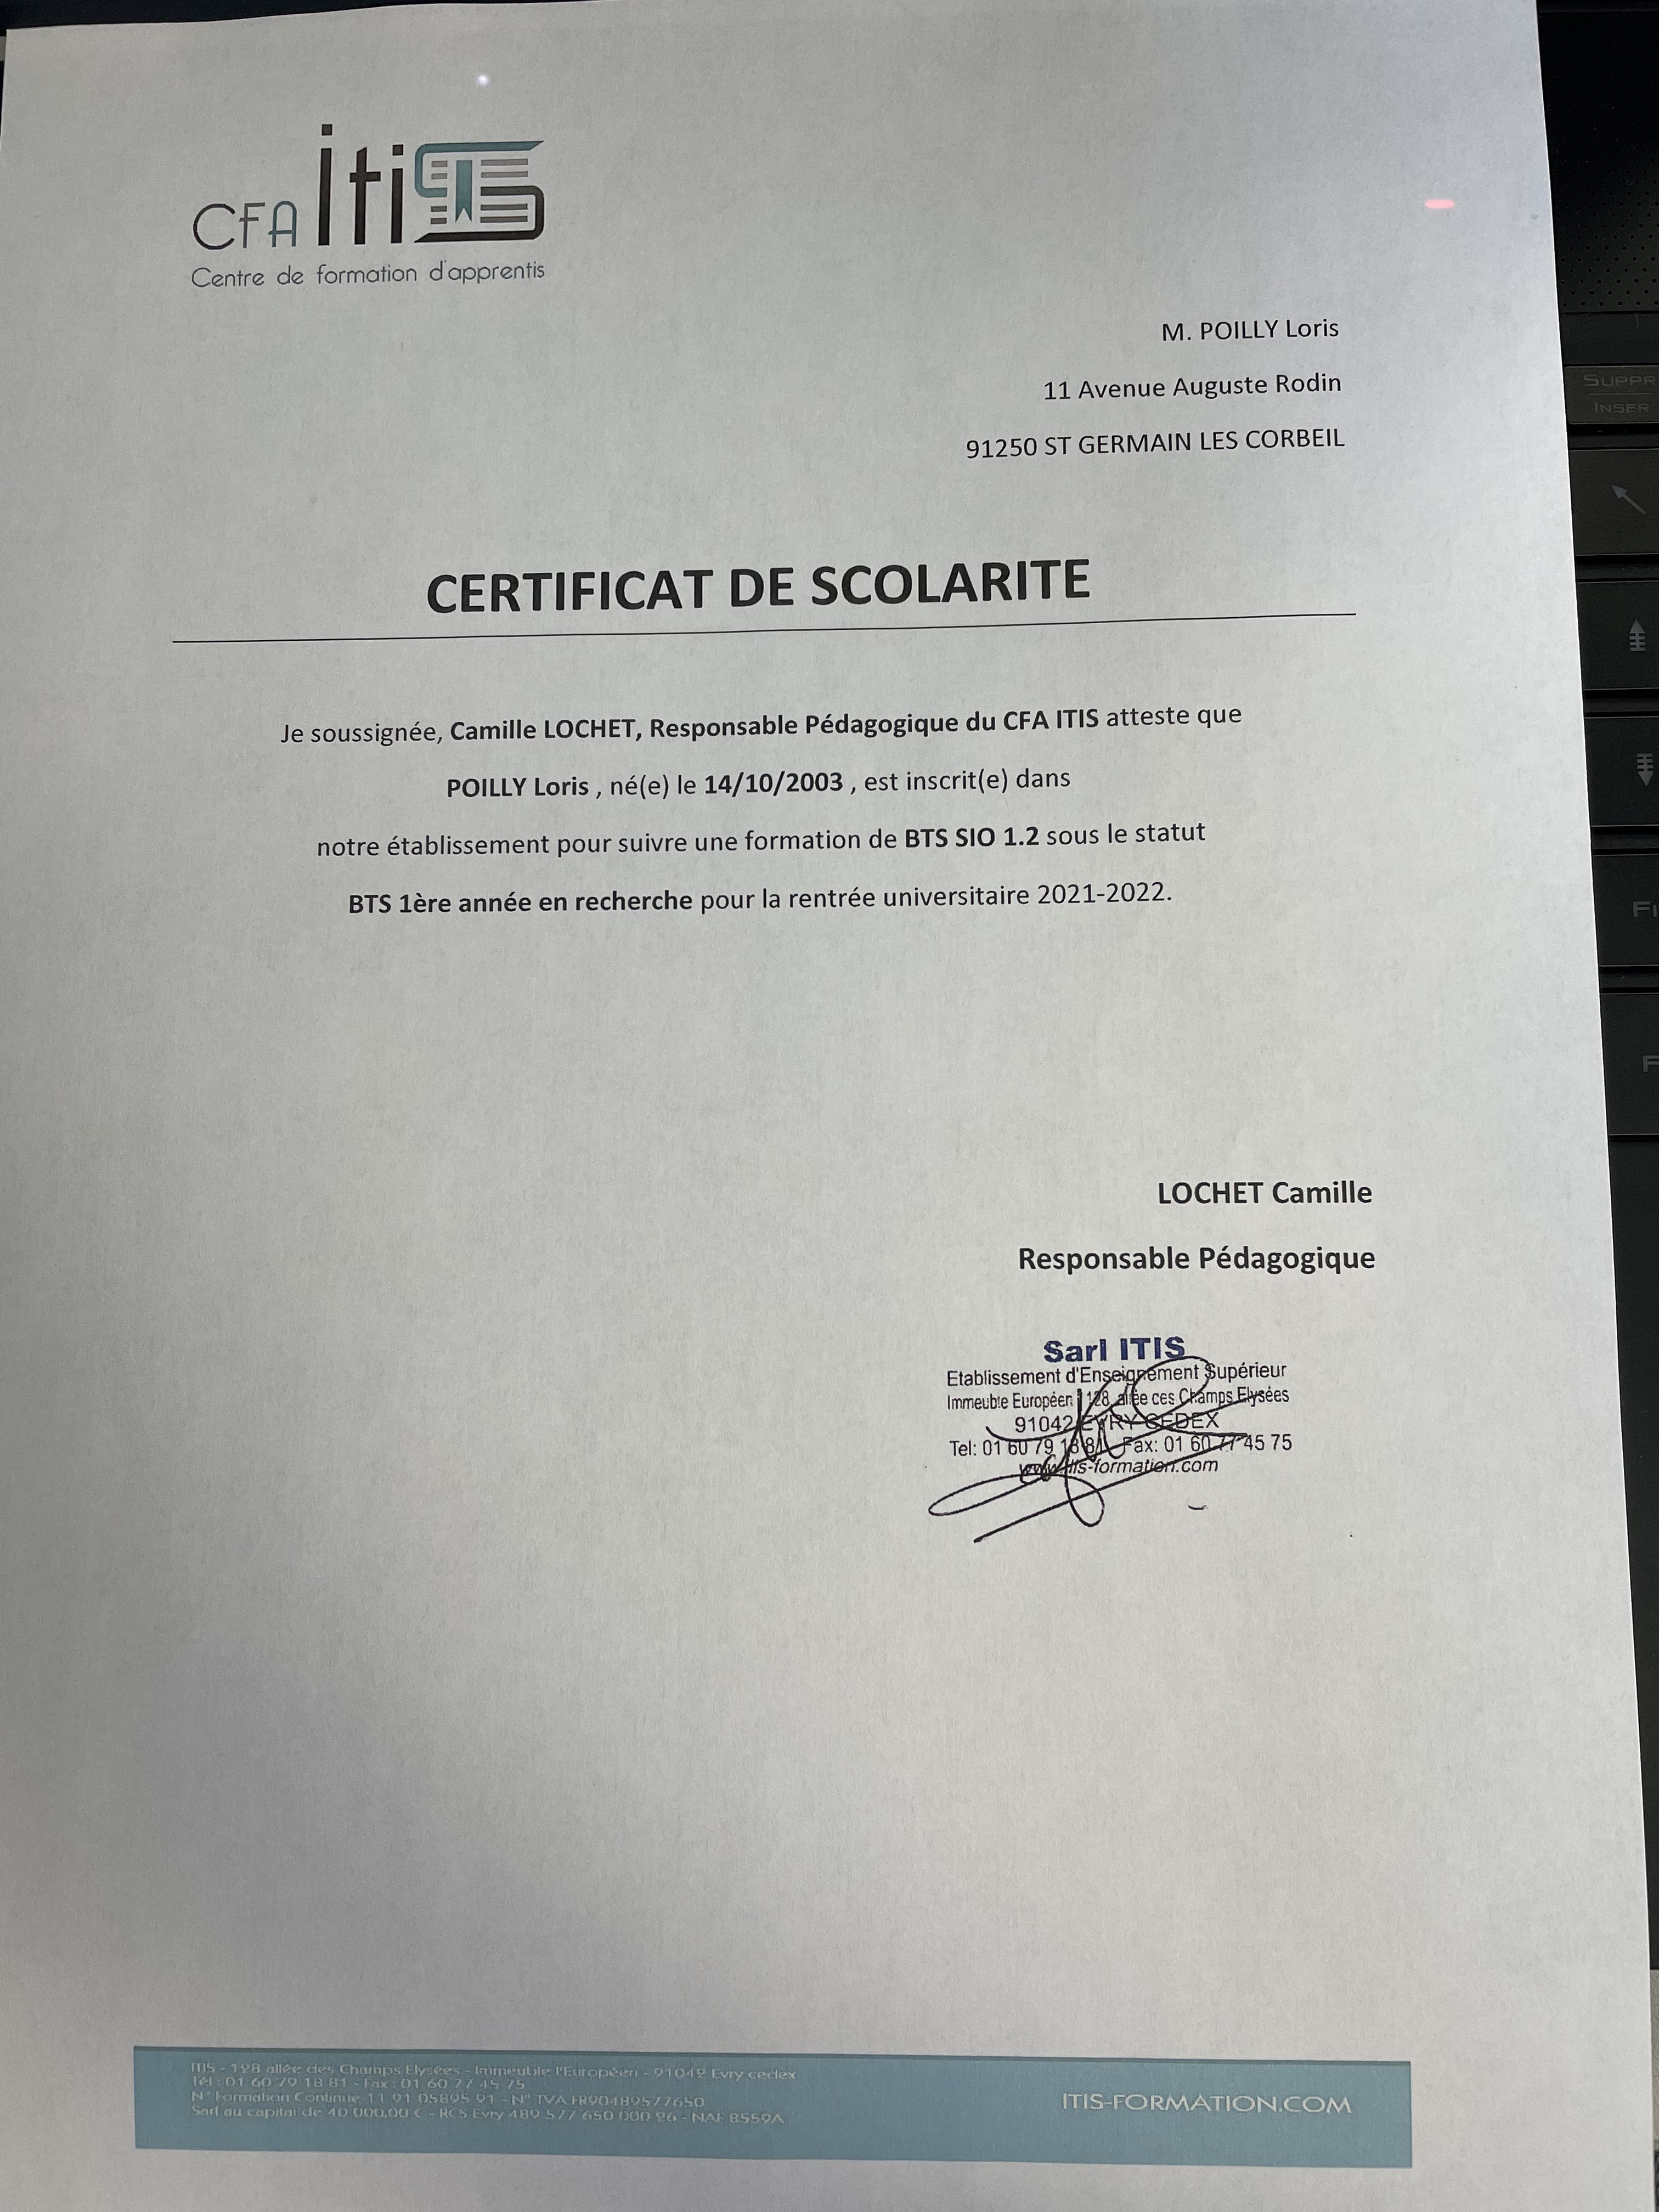 CFA itis
Centre de formation d'apprentis
M. POILLY Loris
11 Avenue Auguste Rodin
91250 ST GERMAIN LES CORBEIL
CERTIFICAT DE SCOLARITE
Je soussignée, Camille LOCHET, Responsable Pédagogique du CFA ITIS atteste que
POILLY Loris , né(e) le 14/10/2003 , est inscrit(e) dans
notre établissement pour suivre une formation de BTS SIO 1.2 sous le statut
BTS 1ère année en recherche pour la rentrée universitaire 2021-2022.
LOCHET Camille
Responsable Pédagogique
Sarl ITIS
Etablissement d'Enseignement Supérieur
Immeuble Européen 128, allée des Champs Elysées
91042 EVRY CEDEX
Tel: 01 60 79 18 81 Fax: 01 60 77 45 75
www.itis-formation.com
ITIS - 128 allée des Champs Elysées - Immeuble l'Européen - 91042 Evry cedex
Tél : 01 60 79 18 81 - Fax : 01 60 77 45 75
N° Formation Continue 11 91 05895 91 - N° TVA FR90489577650
Sarl au capital de 40 000,00 € - RCS Evry 489 577 650 000 26 - NAF 8559A
ITIS-FORMATION.COM
SUPPR
INSER